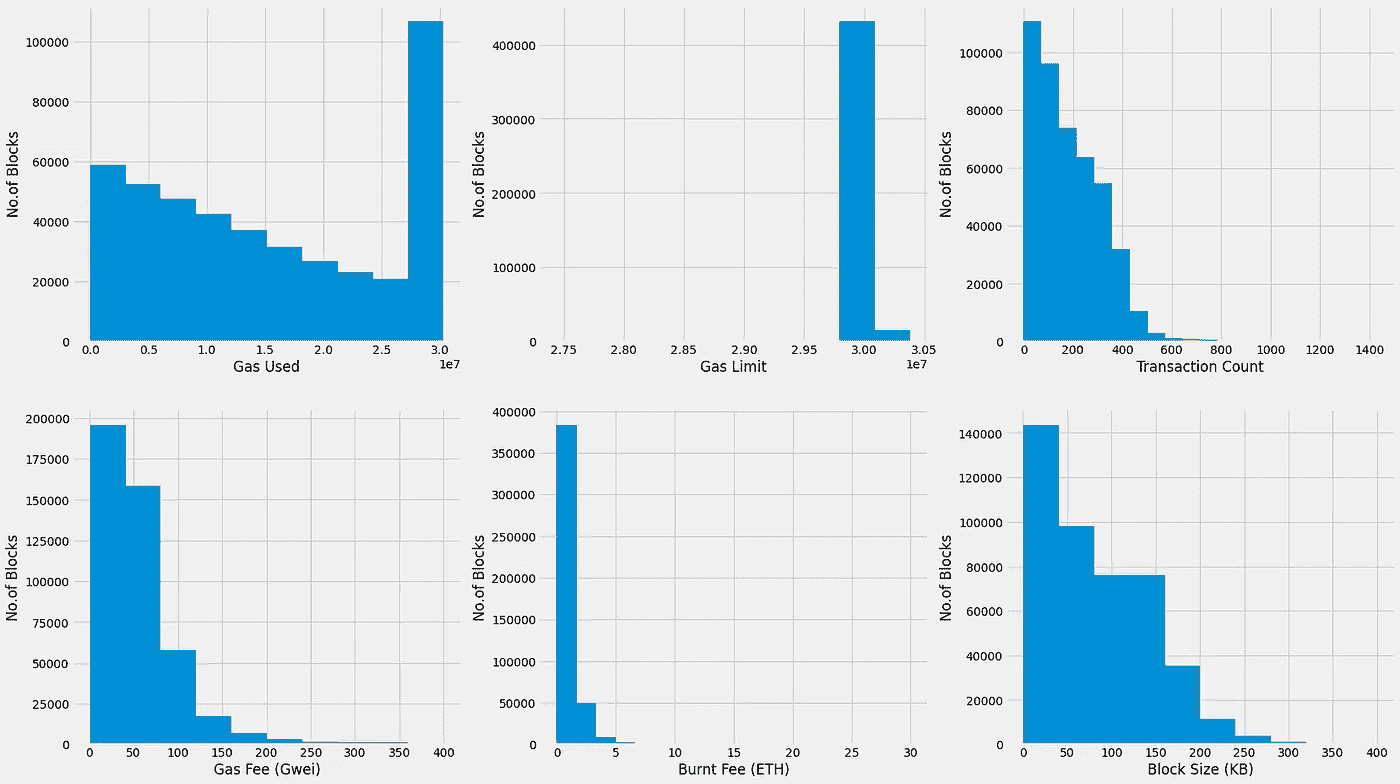 No.of Blocks
100000
80000
60000
40000
20000
0
0.0 0.5 1.0 1.5 2.0 2.5 3.0
1e7
Gas Used
No.of Blocks
400000
300000
200000
100000
0
2.75 2.80 2.85 2.90 2.95 3.00 3.05
1e7
Gas Limit
No.of Blocks
100000
80000
60000
40000
20000
0
0 200 400 600 800 1000 1200 1400
Transaction Count
No.of Blocks
200000
175000
150000
125000
100000
75000
50000
25000
0
0 50 100 150 200 250 300 350 400
Gas Fee (Gwei)
No.of Blocks
400000
350000
300000
250000
200000
150000
100000
50000
0
0 5 10 15 20 25 30
Burnt Fee (ETH)
No.of Blocks
140000
120000
100000
80000
60000
40000
20000
0
0 50 100 150 200 250 300 350 400
Block Size (KB)